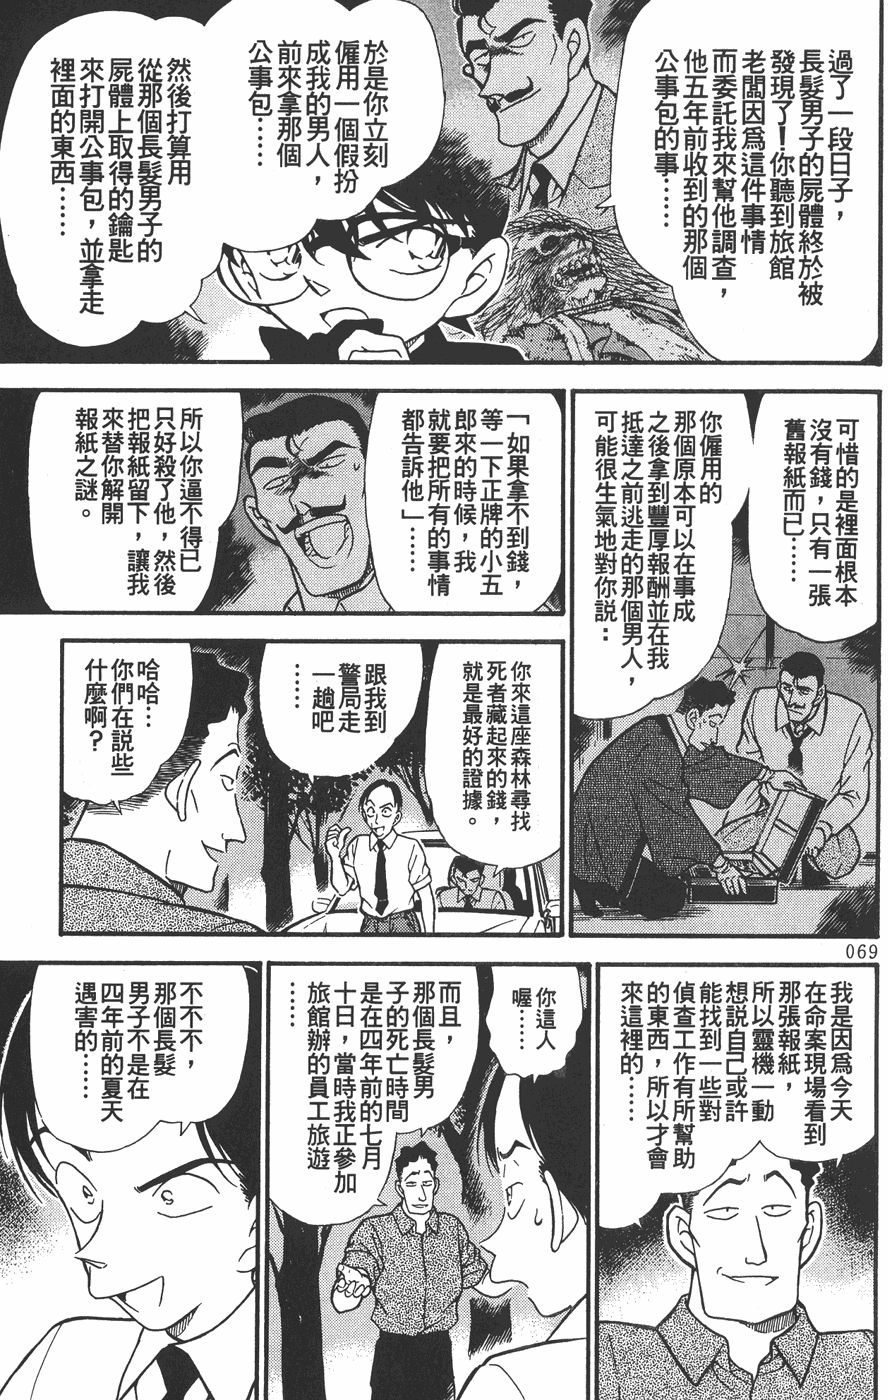 過了一段日子，
長髮男子的屍體終於被
發現了！你聽到旅館
老闆因為這件事情
而委託我來幫他調查，
他五年前收到的那個
公事包的事……
於是你立刻
僱用一個假扮
成我的男人，
前來拿那個
公事包……
然後打算用
從那個長髮男子的
屍體上取得的鑰匙
來打開公事包，並拿走
裡面的東西……
可惜的是裡面根本
沒有錢，只有一張
舊報紙而已……
你僱用的
那個原本可以在事成
之後拿到豐厚報酬並在我
抵達之前逃走的那個男人，
可能很生氣地對你說：
「如果拿不到錢，
等一下正牌的小五
郎來的時候，我
就要把所有的事情
都告訴他」……
所以你逼不得已
只好殺了他，然後
把報紙留下，讓我
來替你解開
報紙之謎。
你來這座森林尋找
死者藏起來的錢，
就是最好的證據。
跟我到
警局走
一趟吧
……
哈哈…
你們在說些
什麼啊？
069
我是因為今天
在命案現場看到
那張報紙，
所以靈機一動
想說自己或許
能找到一些對
偵查工作有所幫助
的東西，所以才會
來這裡的……
你這人
喔……
而且，
那個長髮男
子的死亡時間
是在四年前的七月
十日，當時我正參加
旅館辦的員工旅遊
……
不不不，
那個長髮
男子不是在
四年前的夏天
遇害的……